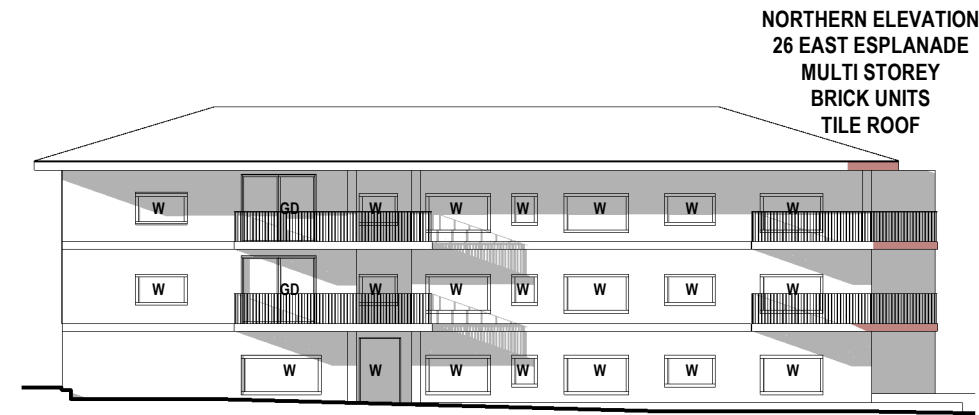 NORTHERN ELEVATION
26 EAST ESPLANADE
MULTI STOREY
BRICK UNITS
TILE ROOF
W GD W W W W W W
W GD W W W W W W
W W W W W W W